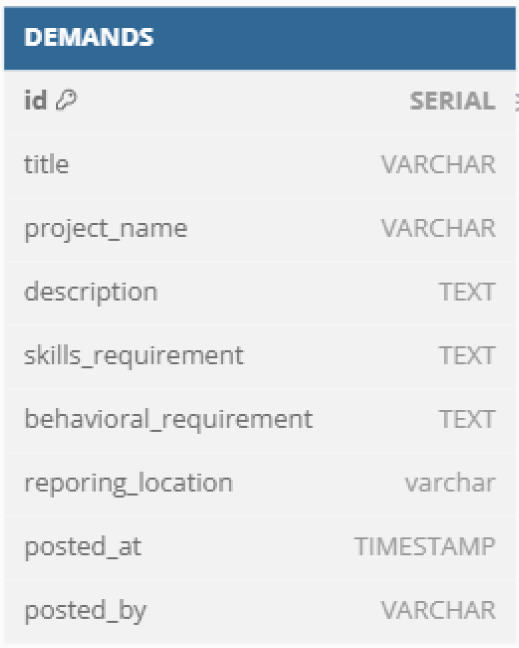 DEMANDS
id SERIAL
title VARCHAR
project_name VARCHAR
description TEXT
skills_requirement TEXT
behavioral_requirement TEXT
reporing_location varchar
posted_at TIMESTAMP
posted_by VARCHAR